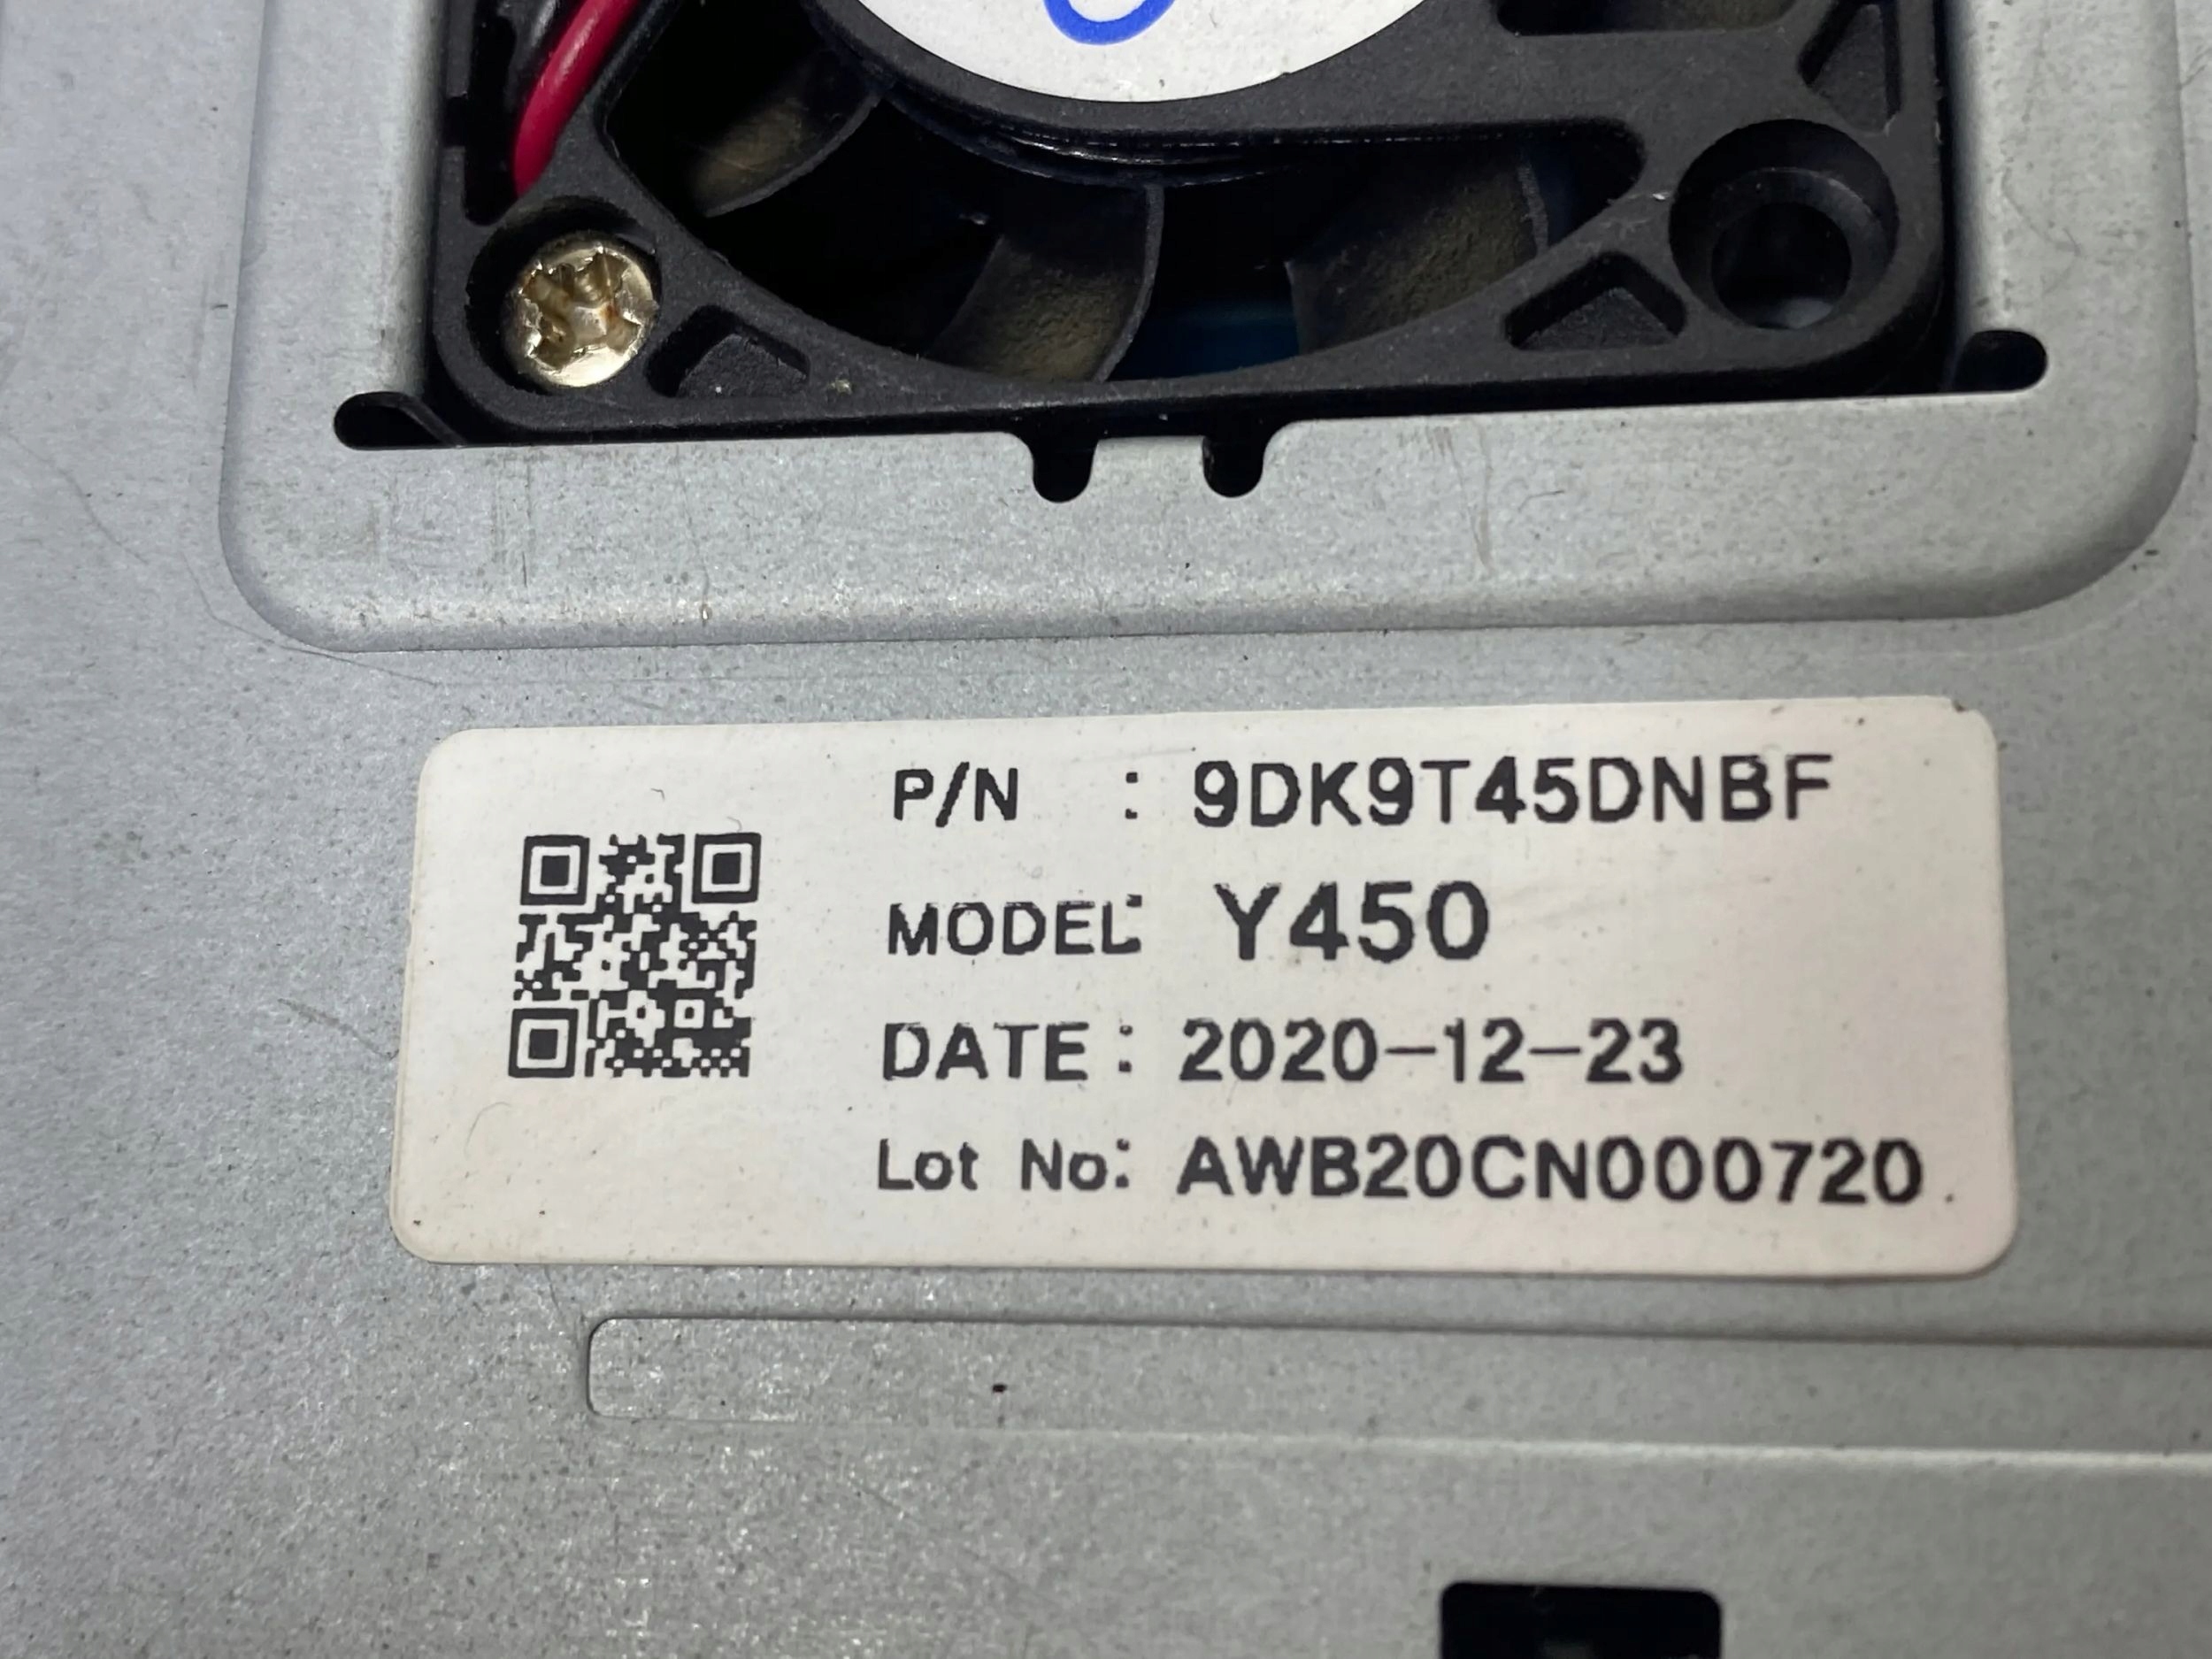 P/N : 9DK9T45DNBF
MODEL: Y450
DATE: 2020-12-23
Lot No: AWB20CN000720